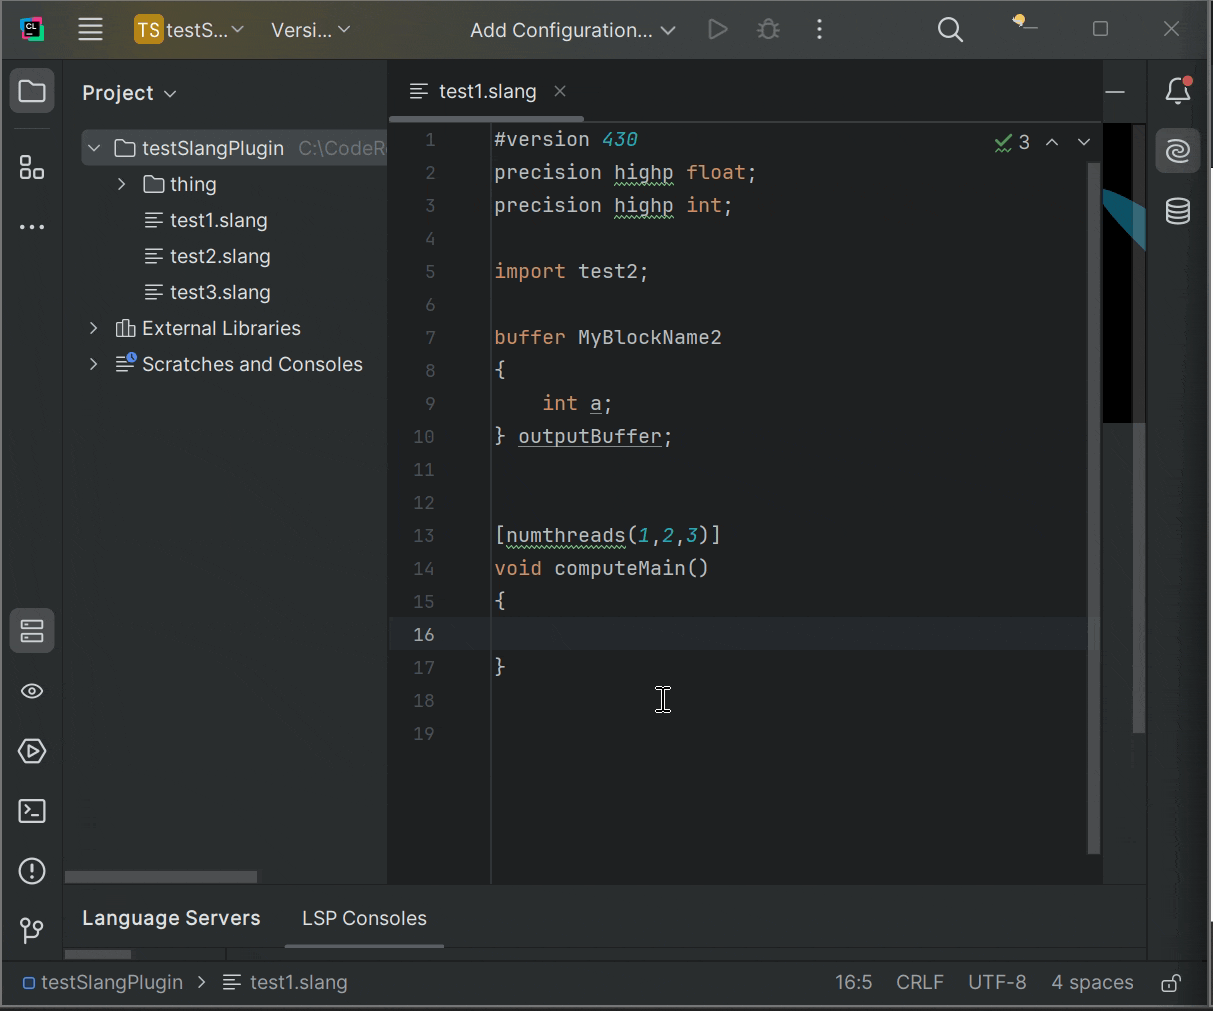 CL
TS testS...
Versi...
Add Configuration...
Project
test1.slang
testSlangPlugin C:\CodeR
thing
test1.slang
test2.slang
test3.slang
External Libraries
Scratches and Consoles
3
1 #version 430
2 precision highp float;
3 precision highp int;
4
5 import test2;
6
7 buffer MyBlockName2
8 {
9     int a;
10 } outputBuffer;
11
12
13 [numthreads(1,2,3)]
14 void computeMain()
15 {
16
17 }
18
19
Language Servers
LSP Consoles
testSlangPlugin > test1.slang
16:5
CRLF
UTF-8
4 spaces